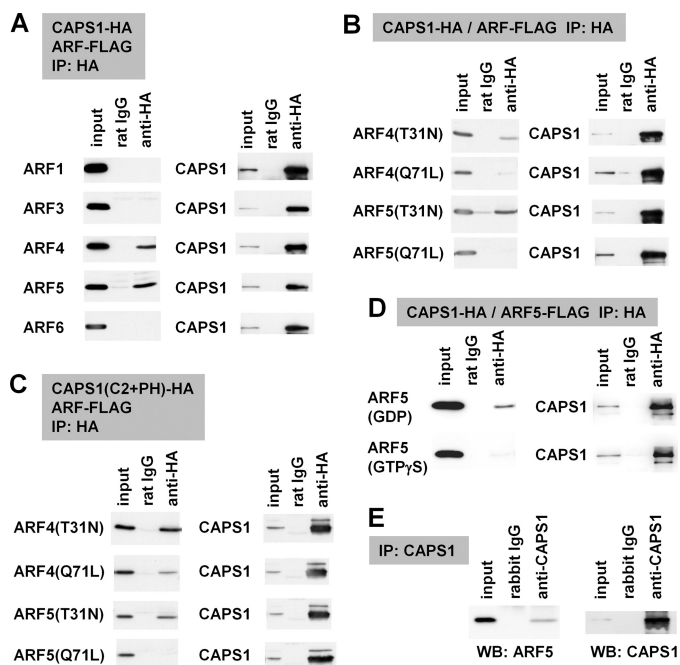 A
CAPS1-HA
ARF-FLAG
IP: HA
input
rat IgG
anti-HA
input
rat IgG
anti-HA
ARF1
CAPS1
ARF3
CAPS1
ARF4
CAPS1
ARF5
CAPS1
ARF6
CAPS1
B
CAPS1-HA / ARF-FLAG IP: HA
input
rat IgG
anti-HA
input
rat IgG
anti-HA
ARF4(T31N)
CAPS1
ARF4(Q71L)
CAPS1
ARF5(T31N)
CAPS1
ARF5(Q71L)
CAPS1
C
CAPS1(C2+PH)-HA
ARF-FLAG
IP: HA
input
rat IgG
anti-HA
input
rat IgG
anti-HA
ARF4(T31N)
CAPS1
ARF4(Q71L)
CAPS1
ARF5(T31N)
CAPS1
ARF5(Q71L)
CAPS1
D
CAPS1-HA / ARF5-FLAG IP: HA
input
rat IgG
anti-HA
input
rat IgG
anti-HA
ARF5
(GDP)
CAPS1
ARF5
(GTPγS)
CAPS1
E
IP: CAPS1
input
rabbit IgG
anti-CAPS1
input
rabbit IgG
anti-CAPS1
WB: ARF5
WB: CAPS1